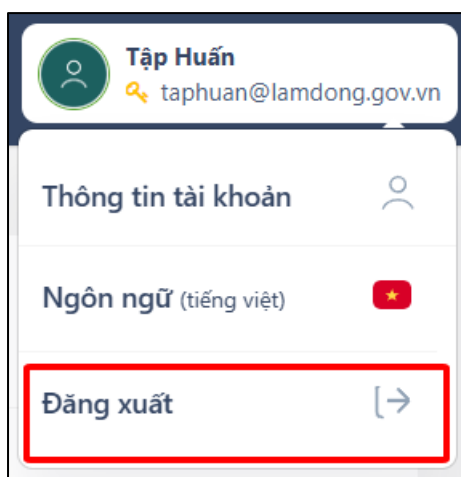 Tập Huấn
taphuan@lamdong.gov.vn
Thông tin tài khoản
Ngôn ngữ (tiếng việt)
Đăng xuất